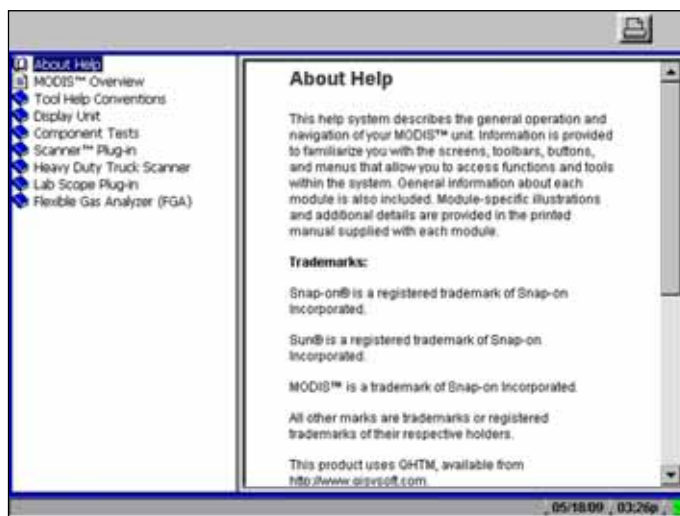 About Help
MODIS™ Overview
Tool Help Conventions
Display Unit
Component Tests
Scanner™ Plug-in
Heavy Duty Truck Scanner
Lab Scope Plug-in
Flexible Gas Analyzer (FGA)
About Help
This help system describes the general operation and
navigation of your MODIS™ unit. Information is provided
to familiarize you with the screens, toolbars, buttons,
and menus that allow you to access functions and tools
within the system. General information about each
module is also included. Module-specific illustrations
and additional details are provided in the printed
manual supplied with each module.
Trademarks:
Snap-on® is a registered trademark of Snap-on
Incorporated.
Sun® is a registered trademark of Snap-on
Incorporated.
MODIS™ is a trademark of Snap-on Incorporated.
All other marks are trademarks or registered
trademarks of their respective holders.
This product uses QHTM, available from
http://www.gipsysoft.com.
05/18/09 03:26p